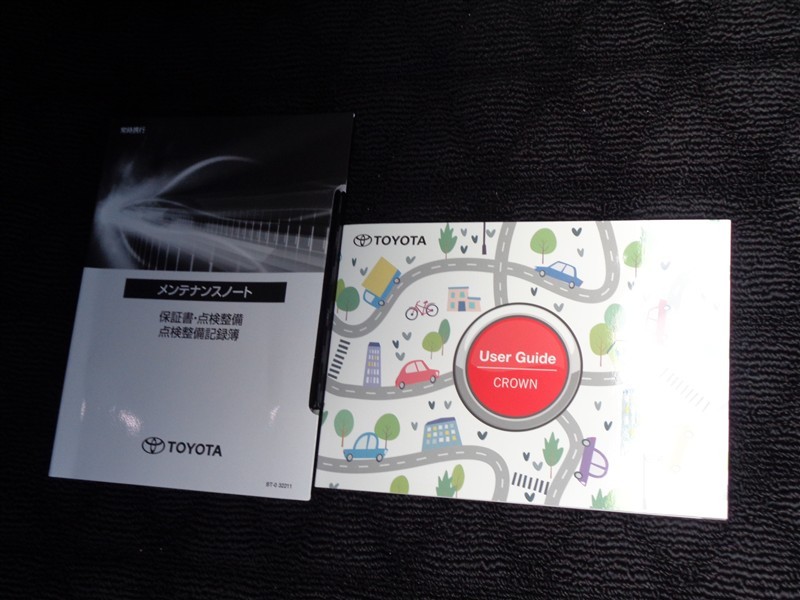 メンテナンスノート
保証書・点検整備
点検整備記録簿
TOYOTA
TOYOTA
User Guide
CROWN